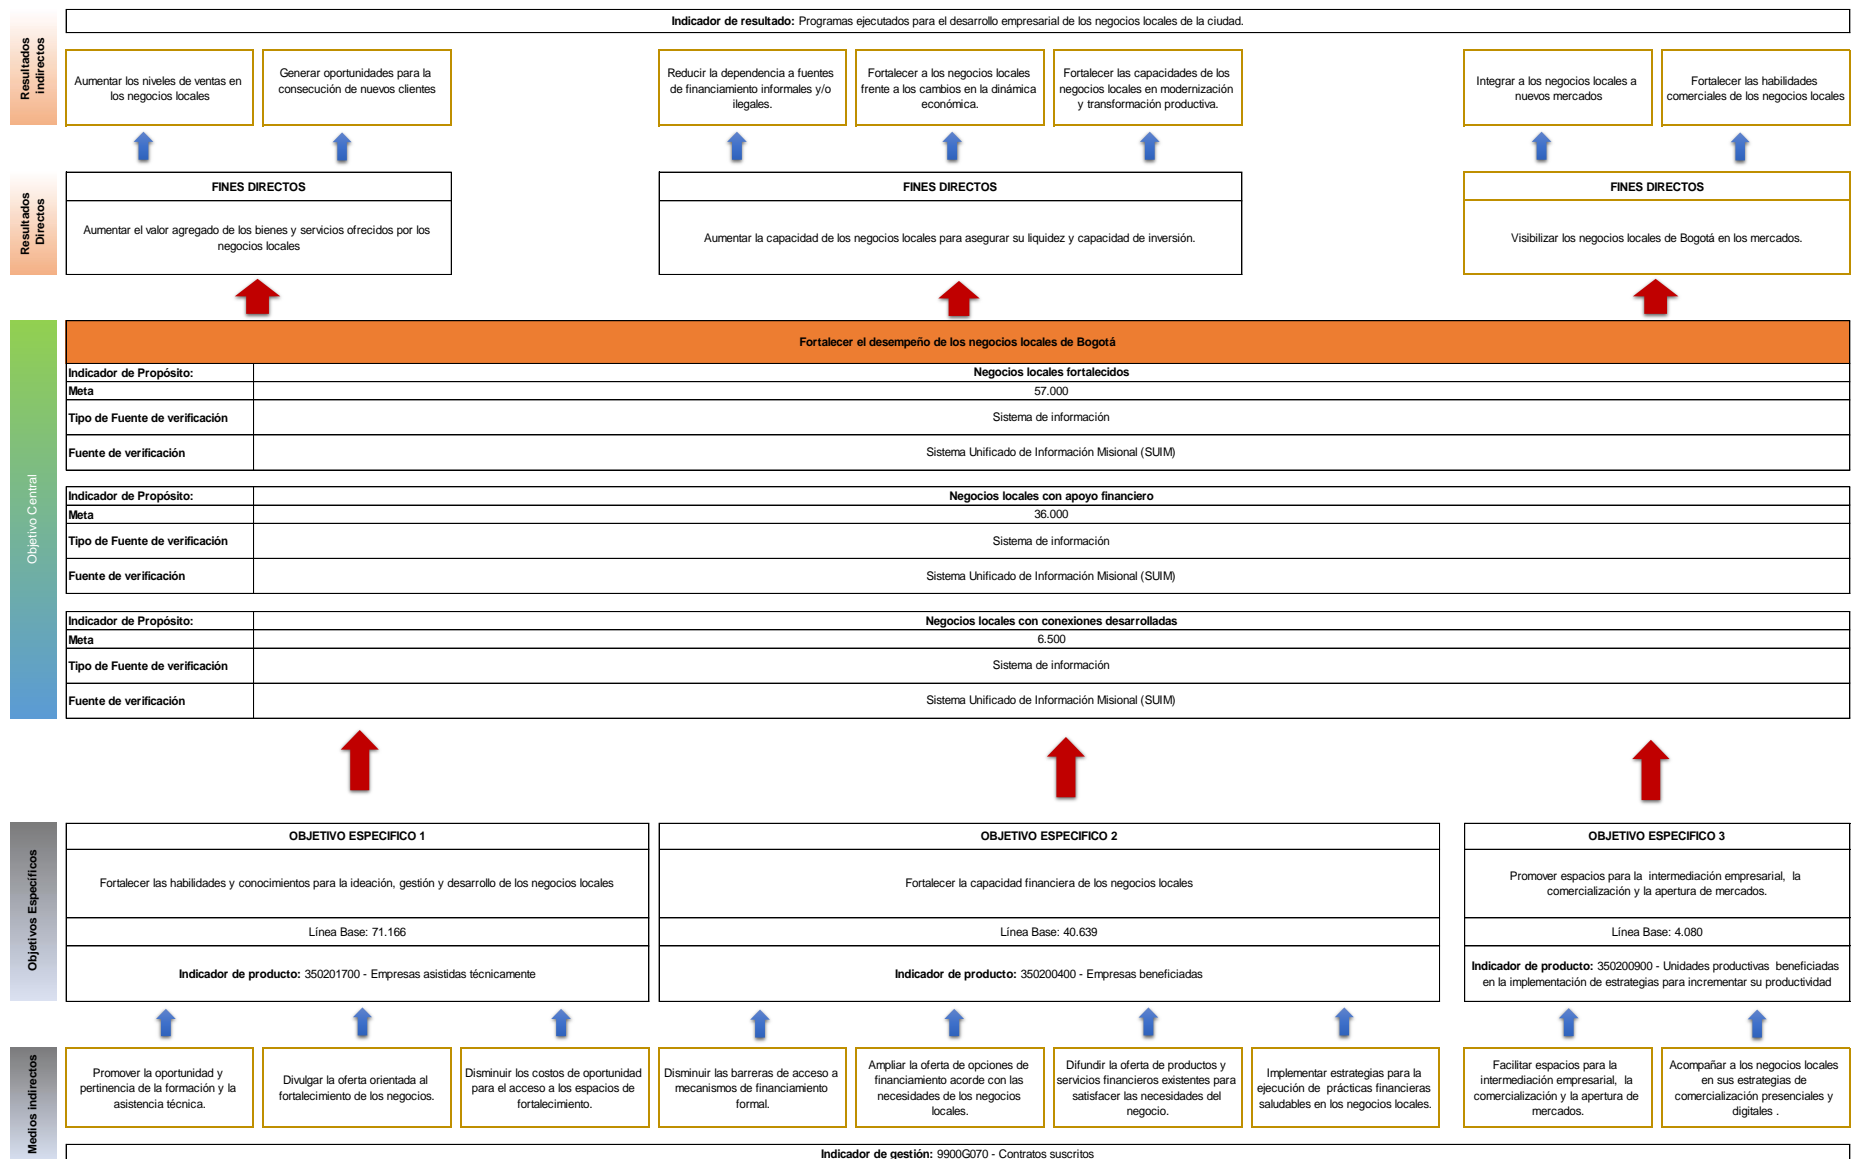 Indicador de resultado: Programas ejecutados para el desarrollo empresarial de los negocios locales de la ciudad.
Resultados
indirectos
Aumentar los niveles de ventas en
los negocios locales
Generar oportunidades para la
consecución de nuevos clientes
Reducir la dependencia a fuentes
de financiamiento informales y/o
ilegales.
Fortalecer a los negocios locales
frente a los cambios en la dinámica
económica.
Fortalecer las capacidades de los
negocios locales en modernización
y transformación productiva.
Integrar a los negocios locales a
nuevos mercados
Fortalecer las habilidades
comerciales de los negocios locales
Resultados
Directos
FINES DIRECTOS
Aumentar el valor agregado de los bienes y servicios ofrecidos por los
negocios locales
FINES DIRECTOS
Aumentar la capacidad de los negocios locales para asegurar su liquidez y capacidad de inversión.
FINES DIRECTOS
Visibilizar los negocios locales de Bogotá en los mercados.
Objetivo Central
Fortalecer el desempeño de los negocios locales de Bogotá
Indicador de Propósito: Negocios locales fortalecidos
Meta 57.000
Tipo de Fuente de verificación Sistema de información
Fuente de verificación Sistema Unificado de Información Misional (SUIM)
Indicador de Propósito: Negocios locales con apoyo financiero
Meta 36.000
Tipo de Fuente de verificación Sistema de información
Fuente de verificación Sistema Unificado de Información Misional (SUIM)
Indicador de Propósito: Negocios locales con conexiones desarrolladas
Meta 6.500
Tipo de Fuente de verificación Sistema de información
Fuente de verificación Sistema Unificado de Información Misional (SUIM)
Objetivos Específicos
OBJETIVO ESPECIFICO 1
Fortalecer las habilidades y conocimientos para la ideación, gestión y desarrollo de los negocios locales
Línea Base: 71.166
Indicador de producto: 350201700 - Empresas asistidas técnicamente
OBJETIVO ESPECIFICO 2
Fortalecer la capacidad financiera de los negocios locales
Línea Base: 40.639
Indicador de producto: 350200400 - Empresas beneficiadas
OBJETIVO ESPECIFICO 3
Promover espacios para la intermediación empresarial, la
comercialización y la apertura de mercados.
Línea Base: 4.080
Indicador de producto: 350200900 - Unidades productivas beneficiadas
en la implementación de estrategias para incrementar su productividad
Medios indirectos
Promover la oportunidad y
pertinencia de la formación y la
asistencia técnica.
Divulgar la oferta orientada al
fortalecimiento de los negocios.
Disminuir los costos de oportunidad
para el acceso a los espacios de
fortalecimiento.
Disminuir las barreras de acceso a
mecanismos de financiamiento
formal.
Ampliar la oferta de opciones de
financiamiento acorde con las
necesidades de los negocios
locales.
Difundir la oferta de productos y
servicios financieros existentes para
satisfacer las necesidades del
negocio.
Implementar estrategias para la
ejecución de prácticas financieras
saludables en los negocios locales.
Facilitar espacios para la
intermediación empresarial, la
comercialización y la apertura de
mercados.
Acompañar a los negocios locales
en sus estrategias de
comercialización presenciales y
digitales .
Indicador de gestión: 9900G070 - Contratos suscritos